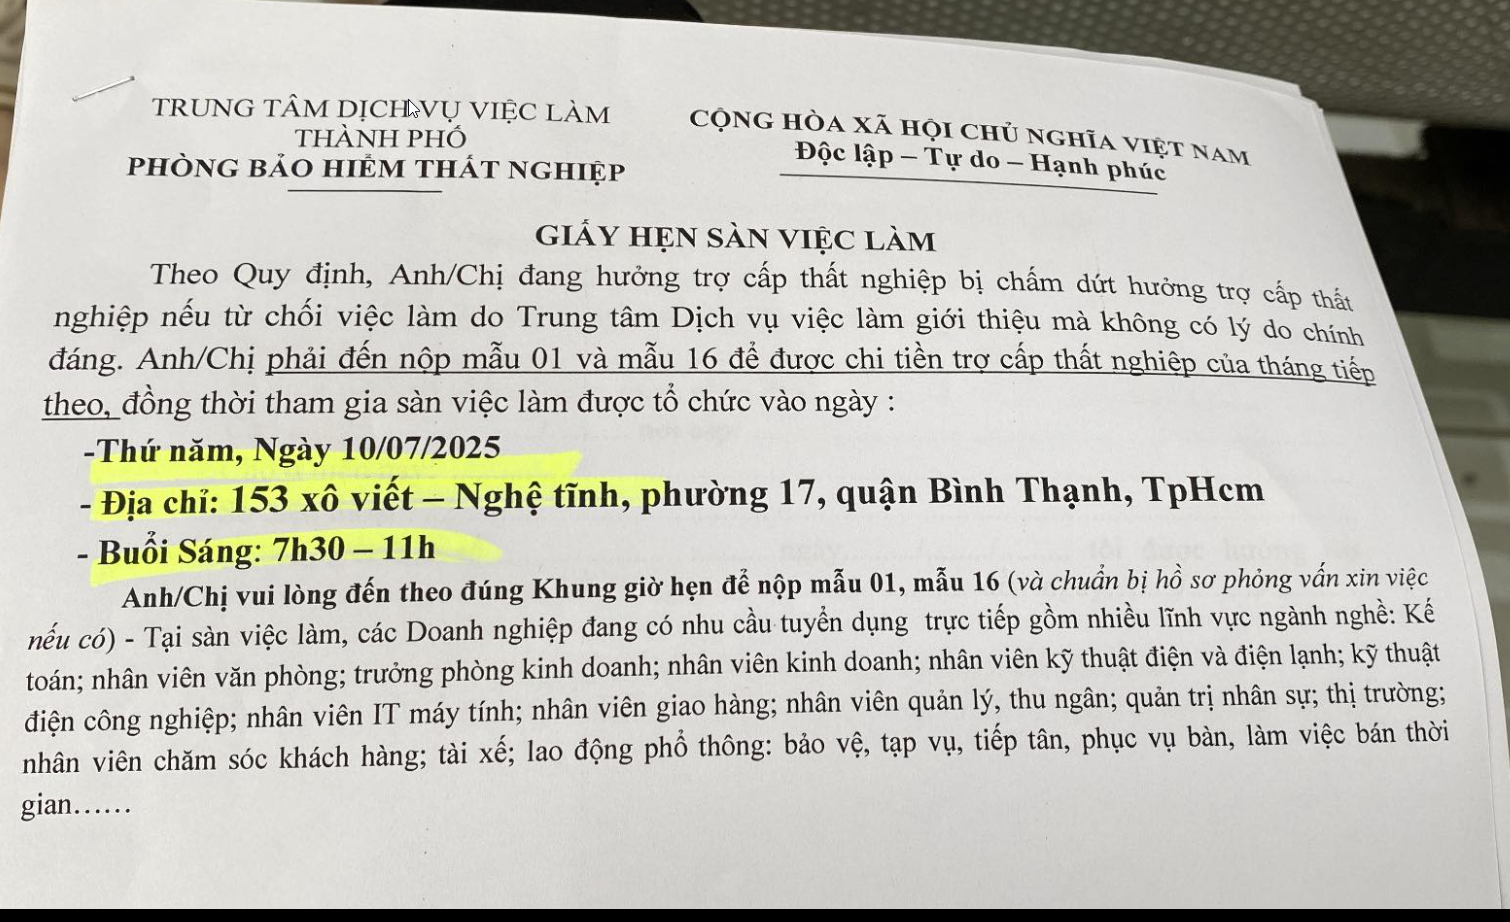 TRUNG TÂM DỊCH VỤ VIỆC LÀM
THÀNH PHỐ
PHÒNG BẢO HIỂM THẤT NGHIỆP
CỘNG HÒA XÃ HỘI CHỦ NGHĨA VIỆT NAM
Độc lập – Tự do – Hạnh phúc
GIẤY HẸN SÀN VIỆC LÀM
Theo Quy định, Anh/Chị đang hưởng trợ cấp thất nghiệp bị chấm dứt hưởng trợ cấp thất
nghiệp nếu từ chối việc làm do Trung tâm Dịch vụ việc làm giới thiệu mà không có lý do chính
đáng. Anh/Chị phải đến nộp mẫu 01 và mẫu 16 để được chi tiền trợ cấp thất nghiệp của tháng tiếp
theo, đồng thời tham gia sàn việc làm được tổ chức vào ngày :
-Thứ năm, Ngày 10/07/2025
- Địa chỉ: 153 xô viết – Nghệ tĩnh, phường 17, quận Bình Thạnh, TpHcm
- Buổi Sáng: 7h30 – 11h
Anh/Chị vui lòng đến theo đúng Khung giờ hẹn để nộp mẫu 01, mẫu 16 (và chuẩn bị hồ sơ phỏng vấn xin việc
nếu có) - Tại sàn việc làm, các Doanh nghiệp đang có nhu cầu tuyển dụng trực tiếp gồm nhiều lĩnh vực ngành nghề: Kế
toán; nhân viên văn phòng; trưởng phòng kinh doanh; nhân viên kinh doanh; nhân viên kỹ thuật điện và điện lạnh; kỹ thuật
điện công nghiệp; nhân viên IT máy tính; nhân viên giao hàng; nhân viên quản lý, thu ngân; quản trị nhân sự; thị trường;
nhân viên chăm sóc khách hàng; tài xế; lao động phổ thông: bảo vệ, tạp vụ, tiếp tân, phục vụ bàn, làm việc bán thời
gian……